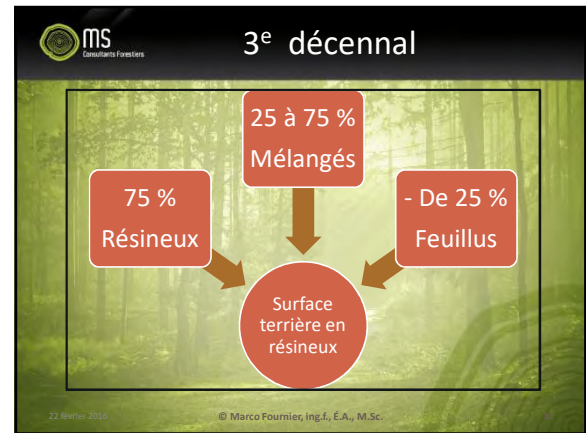 MS
Consultants Forestiers
3e décennal
25 à 75 %
Mélangés
75 %
Résineux
- De 25 %
Feuillus
Surface
terrière en
résineux
22 février 2016
© Marco Fournier, ing.f., É.A., M.Sc.